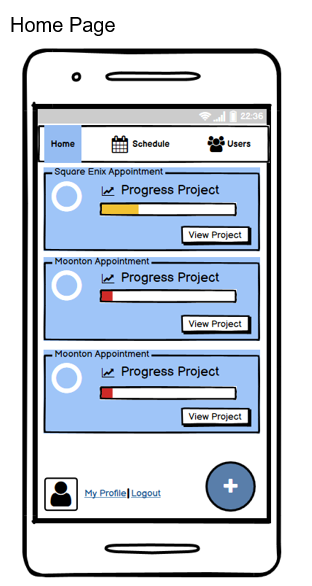 Home Page
22:36
Home Schedule Users
Square Enix Appointment
Progress Project
View Project
Moonton Appointment
Progress Project
View Project
Moonton Appointment
Progress Project
View Project
My Profile | Logout